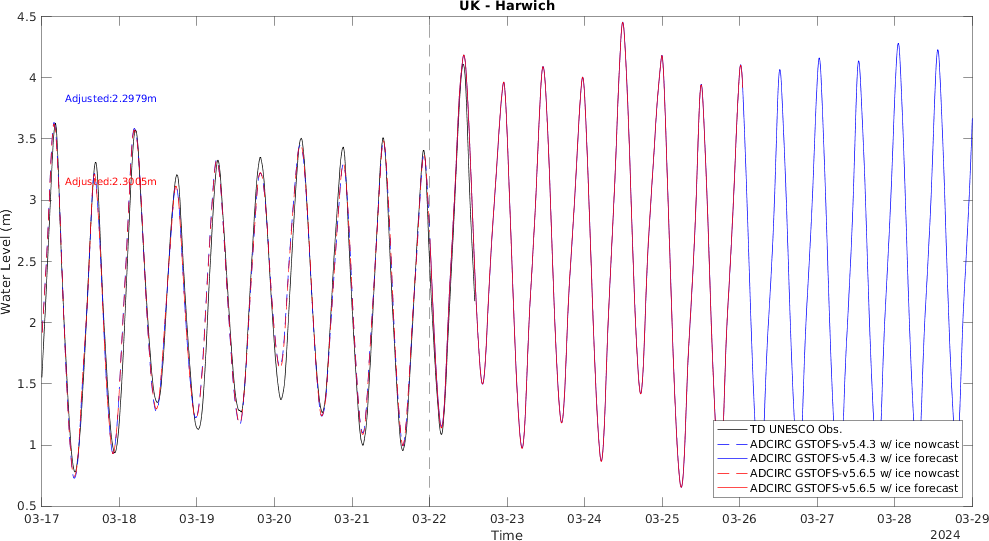 UK - Harwich
4.5
4
3.5
3
2.5
2
1.5
1
0.5
Water Level (m)
Adjusted:2.2979m
Adjusted:2.3005m
TD UNESCO Obs.
ADCIRC GSTOFS-v5.4.3 w/ ice nowcast
ADCIRC GSTOFS-v5.4.3 w/ ice forecast
ADCIRC GSTOFS-v5.6.5 w/ ice nowcast
ADCIRC GSTOFS-v5.6.5 w/ ice forecast
03-17 03-18 03-19 03-20 03-21 03-22 03-23 03-24 03-25 03-26 03-27 03-28 03-29
Time
2024